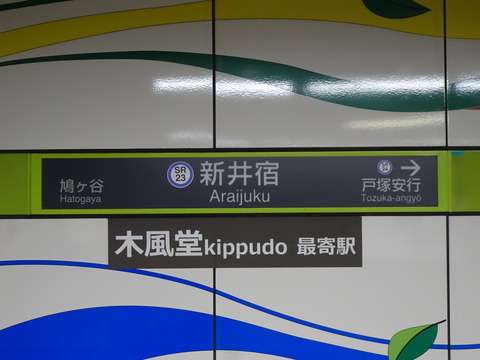 鳩ヶ谷
Hatogaya
SR
23
新井宿
Araijuku
→
戸塚安行
Tozuka-angyō
木風堂kippudo 最寄駅